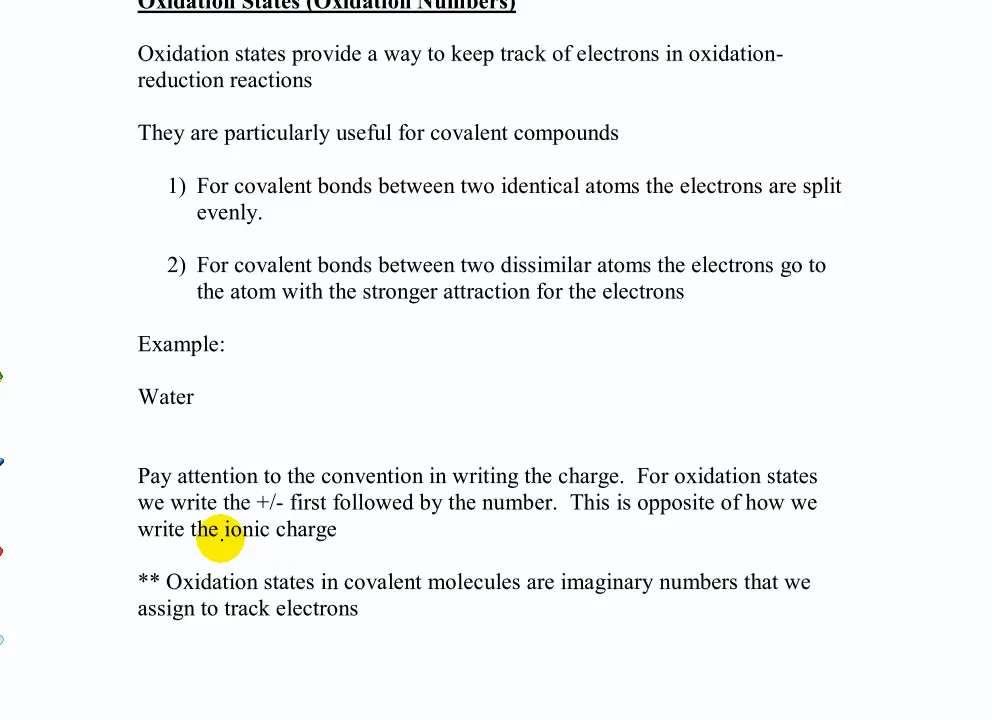 Oxidation States (Oxidation Numbers)
Oxidation states provide a way to keep track of electrons in oxidation-
reduction reactions
They are particularly useful for covalent compounds
1) For covalent bonds between two identical atoms the electrons are split
evenly.
2) For covalent bonds between two dissimilar atoms the electrons go to
the atom with the stronger attraction for the electrons
Example:
Water
Pay attention to the convention in writing the charge. For oxidation states
we write the +/- first followed by the number. This is opposite of how we
write the ionic charge
** Oxidation states in covalent molecules are imaginary numbers that we
assign to track electrons